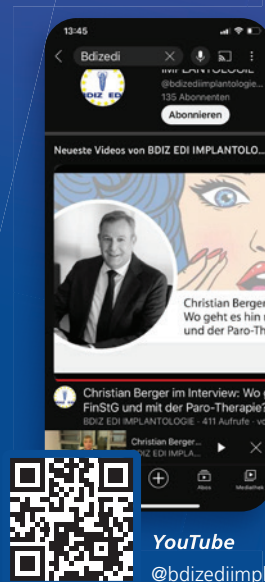 13:45
Bdizedi
IMPLANTOLOGIE
@bdizediimplantologie...
BDIZ EDI
135 Abonnenten
Abonnieren
Neueste Videos von BDIZ EDI IMPLANTOLO...
Christian Berger
Wo geht es hin
und der Paro-Th
Christian Berger im Interview: Wo
FinStG und mit der Paro-Therapie?
BDIZ EDI IMPLANTOLOGIE · 411 Aufrufe ·
Christian Berger...
BDIZ EDI IMPLA...
Abos
Mediathek
YouTube
@bdizediimpl